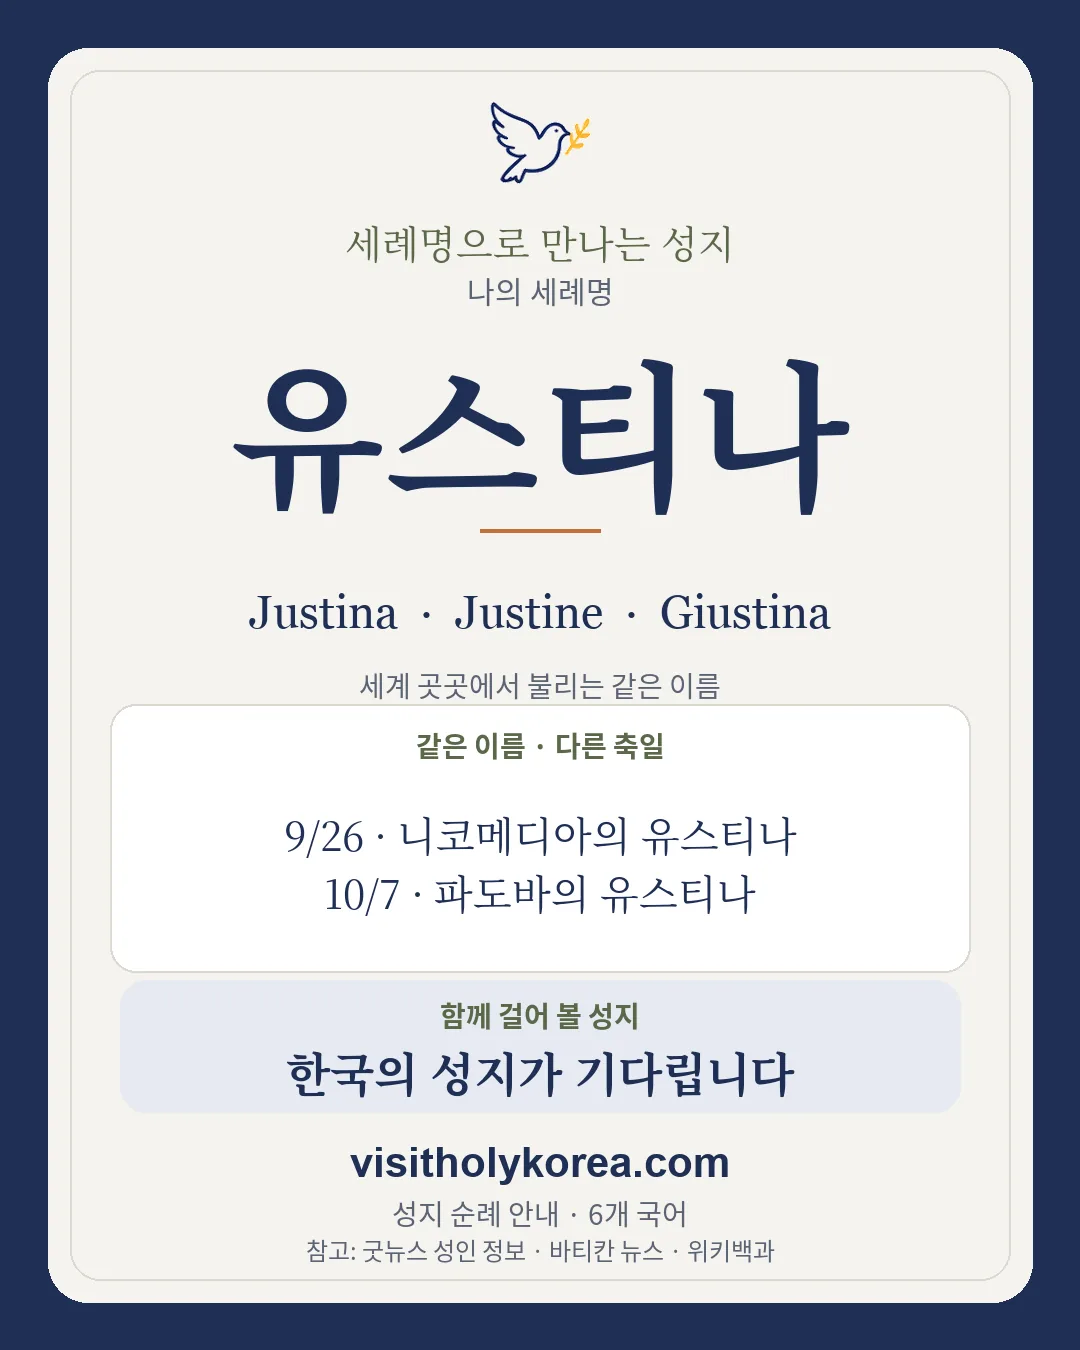 세례명으로 만나는 성지
나의 세례명
유스티나
Justina · Justine · Giustina
세계 곳곳에서 불리는 같은 이름
같은 이름 · 다른 축일
9/26 · 니코메디아의 유스티나
10/7 · 파도바의 유스티나
함께 걸어 볼 성지
한국의 성지가 기다립니다
visitholykorea.com
성지 순례 안내 · 6개 국어
참고: 굿뉴스 성인 정보 · 바티칸 뉴스 · 위키백과